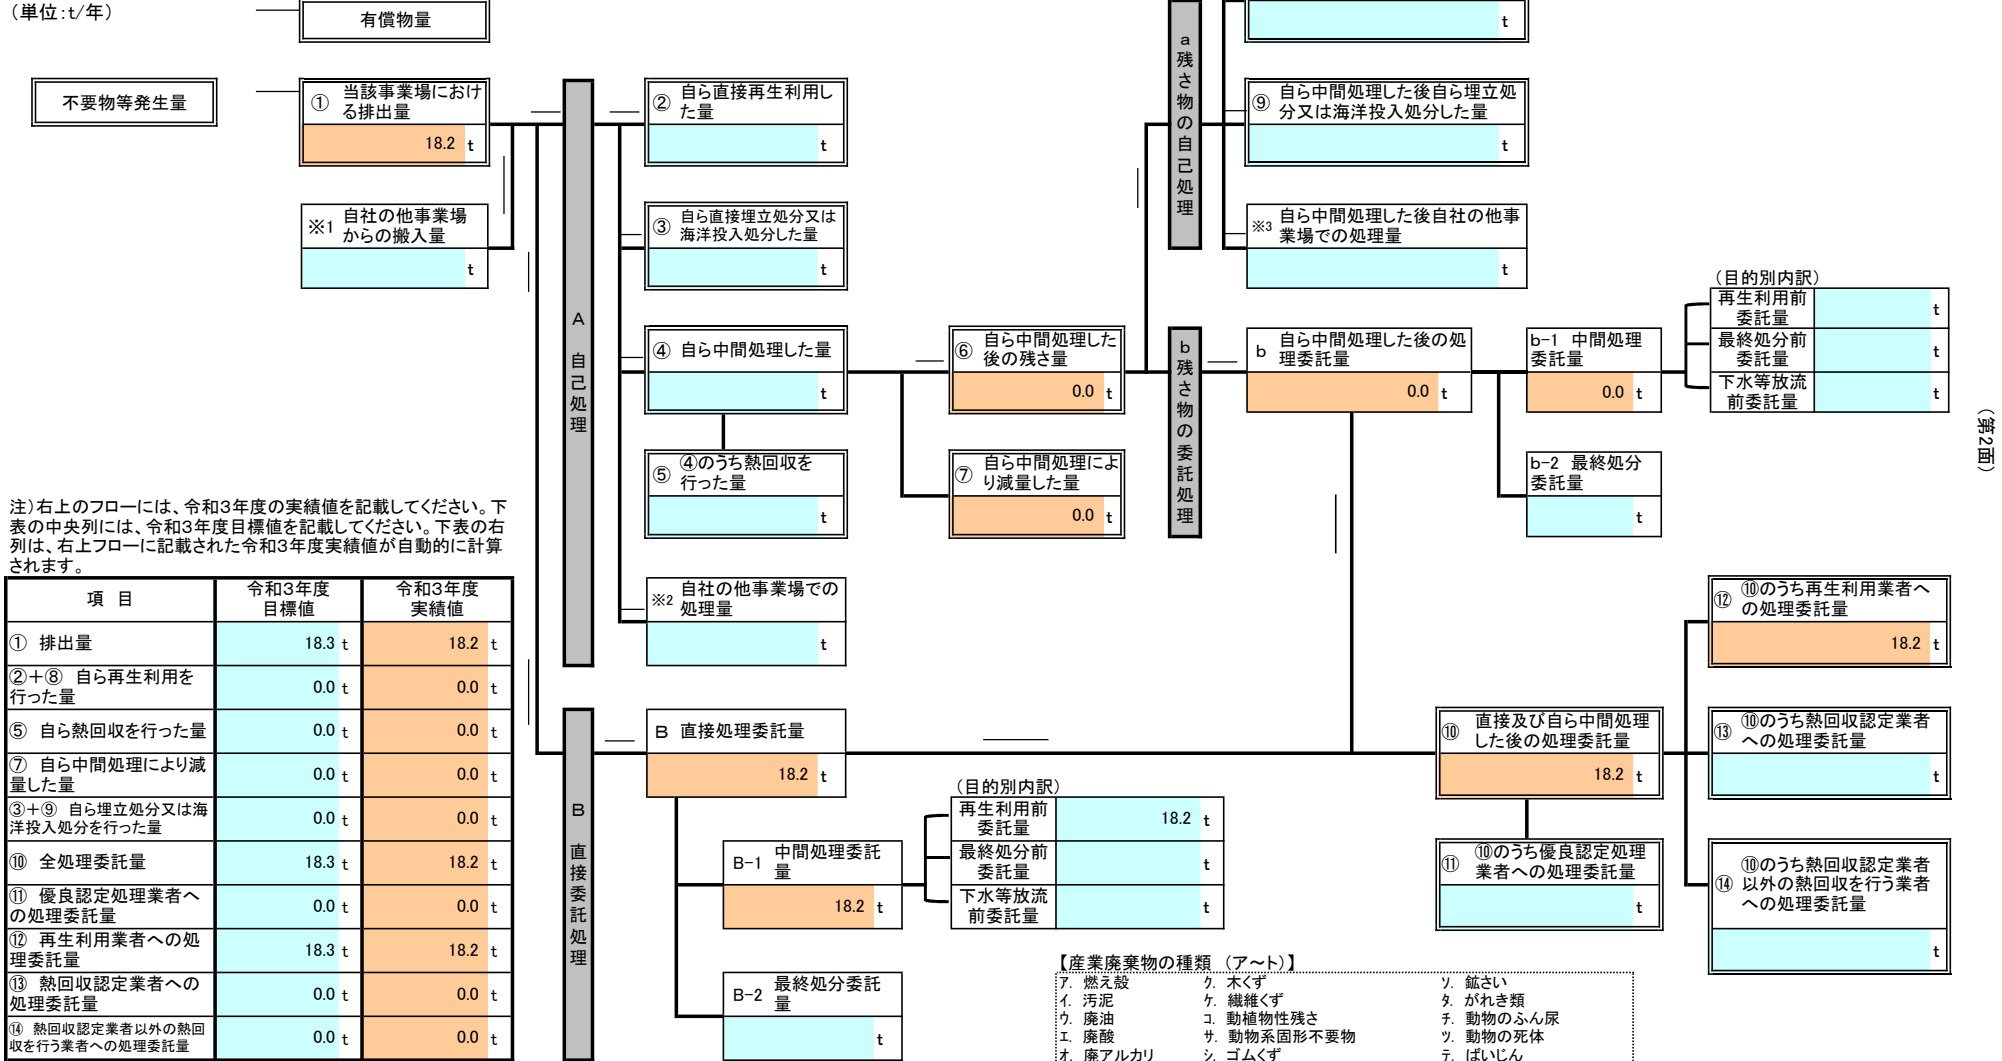 （単位：t/年）
有償物量
t
不要物等発生量
① 当該事業場におけ
る排出量
18.2 t
※1 自社の他事業場
からの搬入量
t
A 自己処理
② 自ら直接再生利用し
た量
t
③ 自ら直接埋立処分又は
海洋投入処分した量
t
④ 自ら中間処理した量
t
⑤ ④のうち熱回収を
行った量
t
※2 自社の他事業場での
処理量
t
⑥ 自ら中間処理した
後の残さ量
0.0 t
⑦ 自ら中間処理によ
り減量した量
0.0 t
a残さ物の自己処理
⑨ 自ら中間処理した後自ら埋立処
分又は海洋投入処分した量
t
※3 自ら中間処理した後自社の他事
業場での処理量
t
b残さ物の委託処理
b 自ら中間処理した後の処
理委託量
0.0 t
b-1 中間処理
委託量
0.0 t
b-2 最終処分
委託量
t
（目的別内訳）
再生利用前
委託量
t
最終処分前
委託量
t
下水等放流
前委託量
t
（第2面）
注）右上のフローには、令和3年度の実績値を記載してください。下
表の中央列には、令和3年度目標値を記載してください。下表の右
列は、右上フローに記載された令和3年度実績値が自動的に計算
されます。
項 目
令和3年度
目標値
令和3年度
実績値
① 排出量 18.3 t 18.2 t
②＋⑧ 自ら再生利用を
行った量 0.0 t 0.0 t
⑤ 自ら熱回収を行った量 0.0 t 0.0 t
⑦ 自ら中間処理により減
量した量 0.0 t 0.0 t
③＋⑨ 自ら埋立処分又は海
洋投入処分を行った量 0.0 t 0.0 t
⑩ 全処理委託量 18.3 t 18.2 t
⑪ 優良認定処理業者へ
の処理委託量 0.0 t 0.0 t
⑫ 再生利用業者への処
理委託量 18.3 t 18.2 t
⑬ 熱回収認定業者への
処理委託量 0.0 t 0.0 t
⑭ 熱回収認定業者以外の熱回
収を行う業者への処理委託量 0.0 t 0.0 t
B 直接委託処理
B 直接処理委託量
18.2 t
B-1 中間処理委託
量
18.2 t
B-2 最終処分委託
量
t
（目的別内訳）
再生利用前
委託量
18.2 t
最終処分前
委託量
t
下水等放流
前委託量
t
⑩ 直接及び自ら中間処理
した後の処理委託量
18.2 t
⑪ ⑩のうち優良認定処理
業者への処理委託量
t
⑫ ⑩のうち再生利用業者へ
の処理委託量
18.2 t
⑬ ⑩のうち熱回収認定業者
への処理委託量
t
⑭ ⑩のうち熱回収認定業者
以外の熱回収を行う業者
への処理委託量
t
【産業廃棄物の種類 （ア～ト）】
ア. 燃え殻 ク. 木くず ソ. 鉱さい
イ. 汚泥 ケ. 繊維くず タ. がれき類
ウ. 廃油 コ. 動植物性残さ チ. 動物のふん尿
エ. 廃酸 サ. 動物系固形不要物 ツ. 動物の死体
オ. 廃アルカリ シ. ゴムくず テ. ばいじん